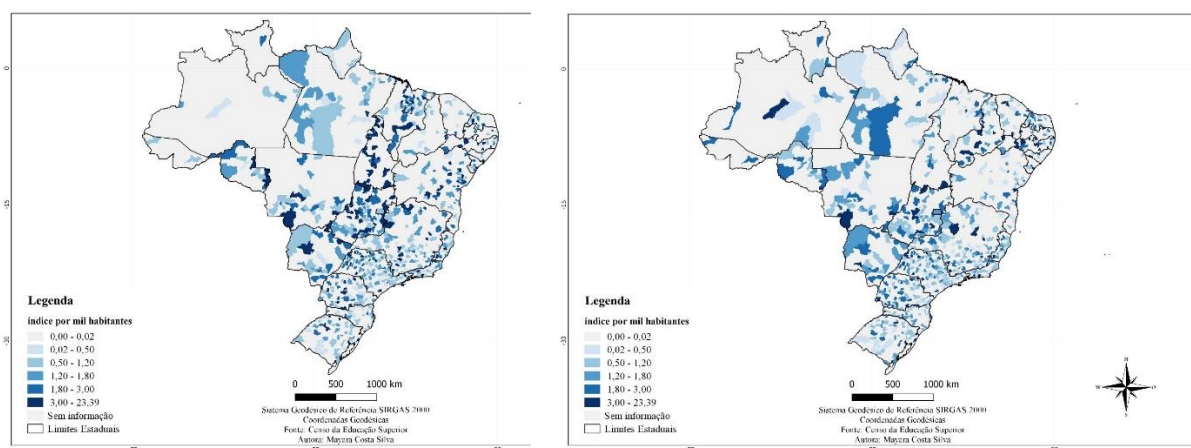 0
-15
-30
Legenda
índice por mil habitantes
0,00 - 0,02
0,02 - 0,50
0,50 - 1,20
1,20 - 1,80
1,80 - 3,00
3,00 - 23,39
Sem informação
Limites Estaduais
0 500 1000 km
Sistema Geodésico de Referência SIRGAS 2000
Coordenadas Geodésicas
Fonte: Censo da Educação Superior
Autora: Mayara Costa Silva
0
-15
-30
Legenda
índice por mil habitantes
0,00 - 0,02
0,02 - 0,50
0,50 - 1,20
1,20 - 1,80
1,80 - 3,00
3,00 - 23,39
Sem informação
Limites Estaduais
0 500 1000 km
Sistema Geodésico de Referência SIRGAS 2000
Coordenadas Geodésicas
Fonte: Censo da Educação Superior
Autora: Mayara Costa Silva
N
W O
S